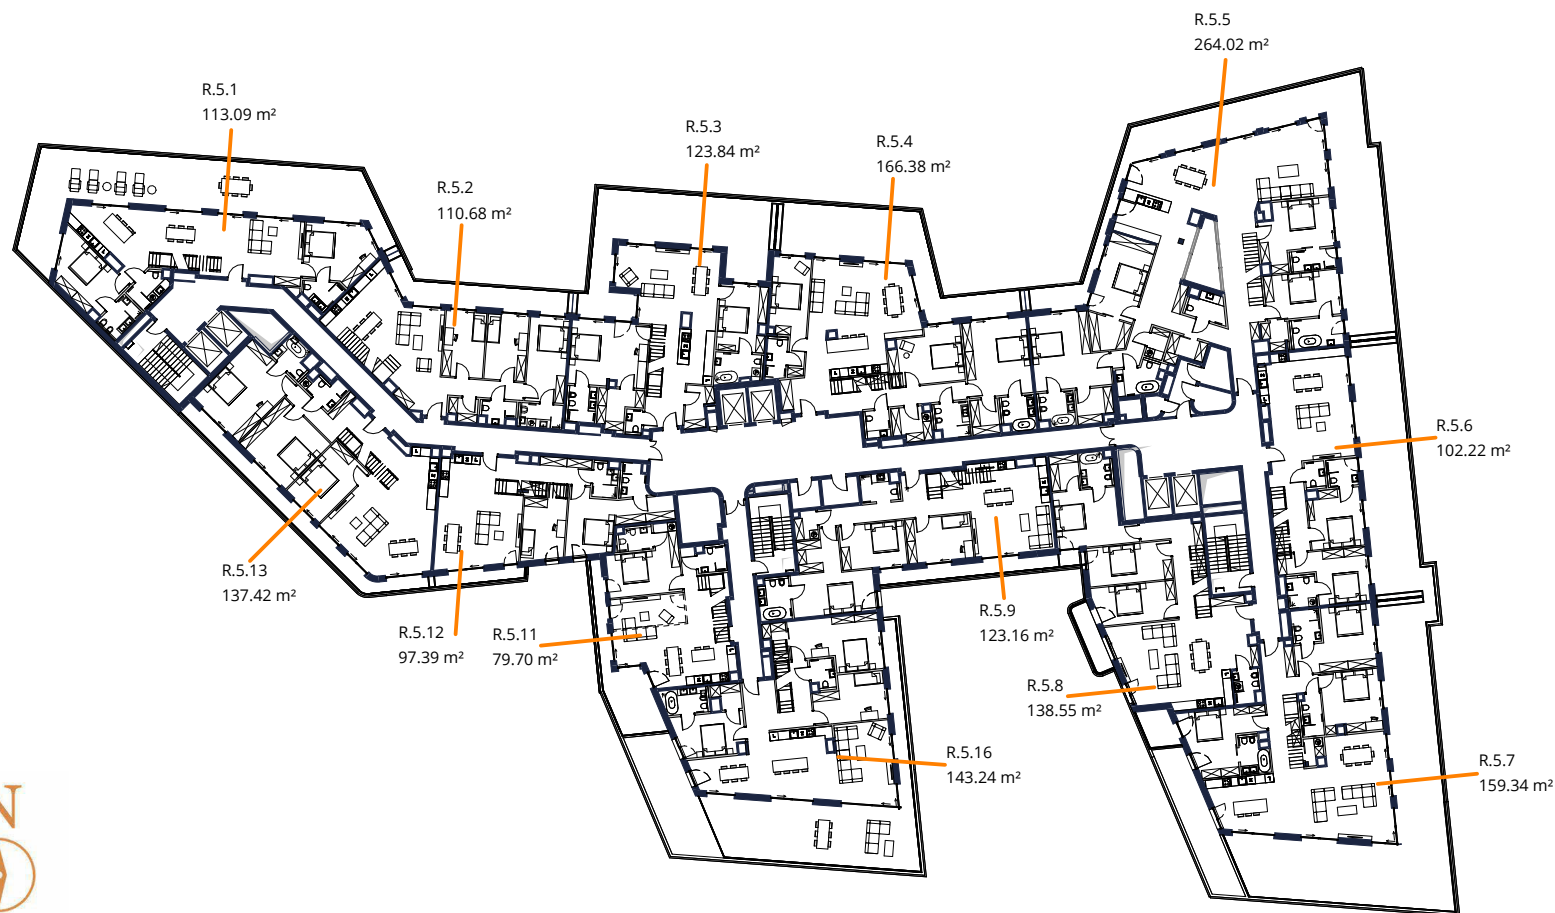 R.5.5
264.02 m²
R.5.1
113.09 m²
R.5.3
123.84 m²
R.5.4
166.38 m²
R.5.2
110.68 m²
R.5.6
102.22 m²
R.5.13
137.42 m²
R.5.12
97.39 m²
R.5.11
79.70 m²
R.5.9
123.16 m²
R.5.8
138.55 m²
R.5.16
143.24 m²
R.5.7
159.34 m²
N